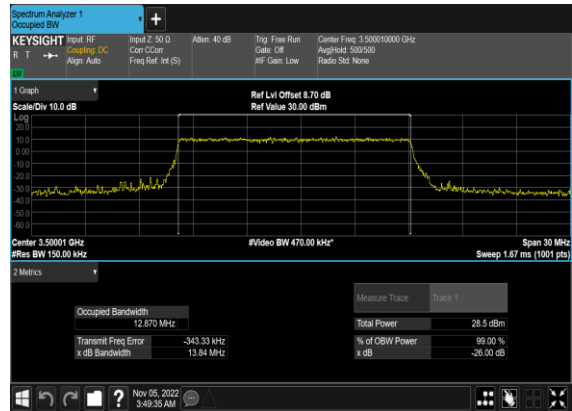 Spectrum Analyzer 1
Occupied BW
+
KEYSIGHT Input: RF Input Z: 50 Ω Atten: 40 dB Trig: Free Run Center Freq: 3.500010000 GHz
R T Coupling: DC Corr CCorr Gate: Off Avg|Hold: 500/500
Align: Auto Freq Ref: Int (S) #IF Gain: Low Radio Std: None
1 Graph
Ref Lvl Offset 8.70 dB
Scale/Div 10.0 dB Ref Value 30.00 dBm
Log
20.0
10.0
0.00
-10.0
-20.0
-30.0
-40.0
-50.0
-60.0
Center 3.50001 GHz #Video BW 470.00 kHz* Span 30 MHz
#Res BW 150.00 kHz Sweep 1.67 ms (1001 pts)
2 Metrics
Measure Trace Trace 1
Occupied Bandwidth
12.870 MHz
Total Power 28.5 dBm
Transmit Freq Error -343.33 kHz % of OBW Power 99.00 %
x dB Bandwidth 13.84 MHz x dB -26.00 dB
? Nov 05, 2022
3:49:35 AM